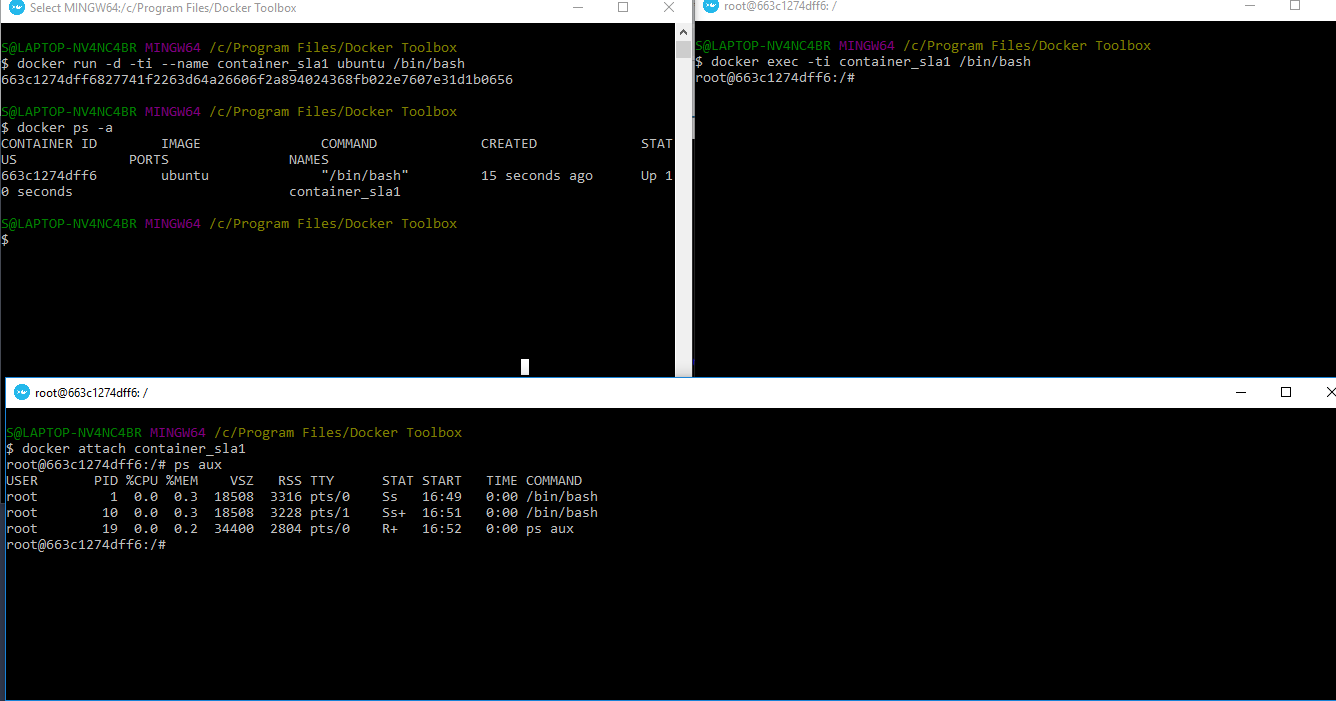 Select MINGW64:/c/Program Files/Docker Toolbox
S@LAPTOP-NV4NC4BR MINGW64 /c/Program Files/Docker Toolbox
$ docker run -d -ti --name container_sla1 ubuntu /bin/bash
663c1274dff6827741f2263d64a26606f2a894024368fb022e7607e31d1b0656
S@LAPTOP-NV4NC4BR MINGW64 /c/Program Files/Docker Toolbox
$ docker ps -a
CONTAINER ID        IMAGE               COMMAND             CREATED             STAT
US              PORTS               NAMES
663c1274dff6        ubuntu              "/bin/bash"         15 seconds ago      Up 1
0 seconds                           container_sla1
S@LAPTOP-NV4NC4BR MINGW64 /c/Program Files/Docker Toolbox
$
root@663c1274dff6: /
S@LAPTOP-NV4NC4BR MINGW64 /c/Program Files/Docker Toolbox
$ docker exec -ti container_sla1 /bin/bash
root@663c1274dff6:/#
root@663c1274dff6: /
S@LAPTOP-NV4NC4BR MINGW64 /c/Program Files/Docker Toolbox
$ docker attach container_sla1
root@663c1274dff6:/# ps aux
USER       PID %CPU %MEM    VSZ   RSS TTY      STAT START   TIME COMMAND
root         1  0.0  0.3  18508  3316 pts/0    Ss   16:49   0:00 /bin/bash
root        10  0.0  0.3  18508  3228 pts/1    Ss+  16:51   0:00 /bin/bash
root        19  0.0  0.2  34400  2804 pts/0    R+   16:52   0:00 ps aux
root@663c1274dff6:/#